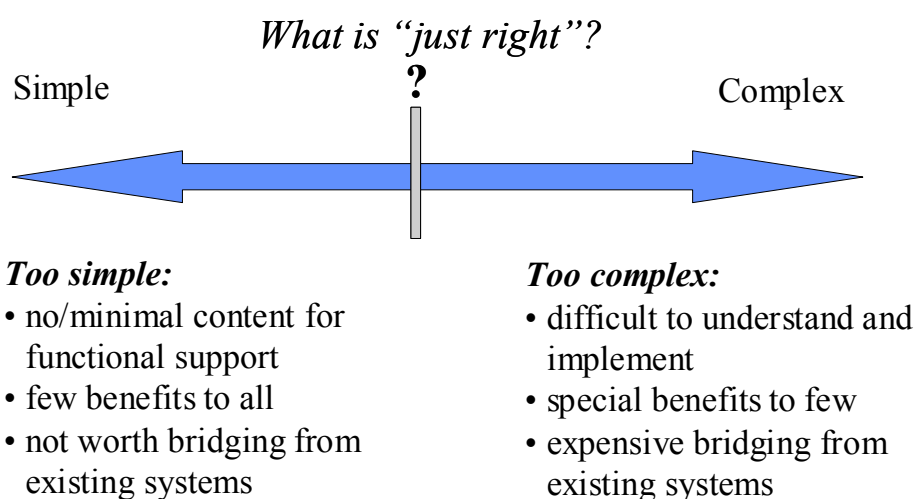 What is “just right”?
?
Simple
Complex
Too simple:
• no/minimal content for
functional support
• few benefits to all
• not worth bridging from
existing systems
Too complex:
• difficult to understand and
implement
• special benefits to few
• expensive bridging from
existing systems